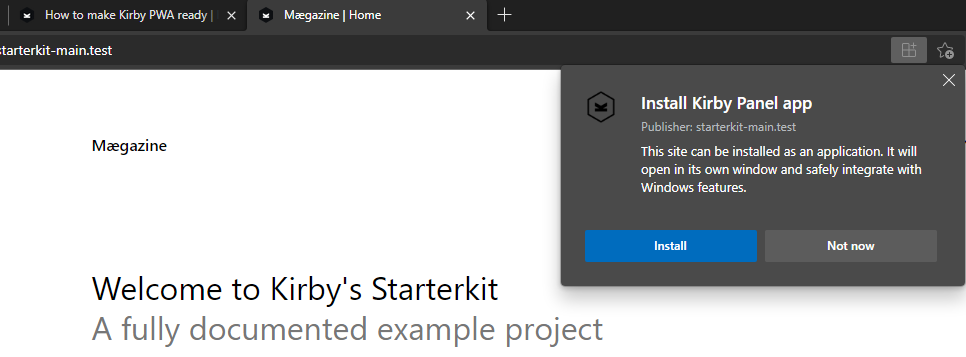 How to make Kirby PWA ready |
Mægazine | Home
starterkit-main.test
Install Kirby Panel app
Publisher: starterkit-main.test
This site can be installed as an application. It will
open in its own window and safely integrate with
Windows features.
Install
Not now
Mægazine
Welcome to Kirby's Starterkit
A fully documented example project